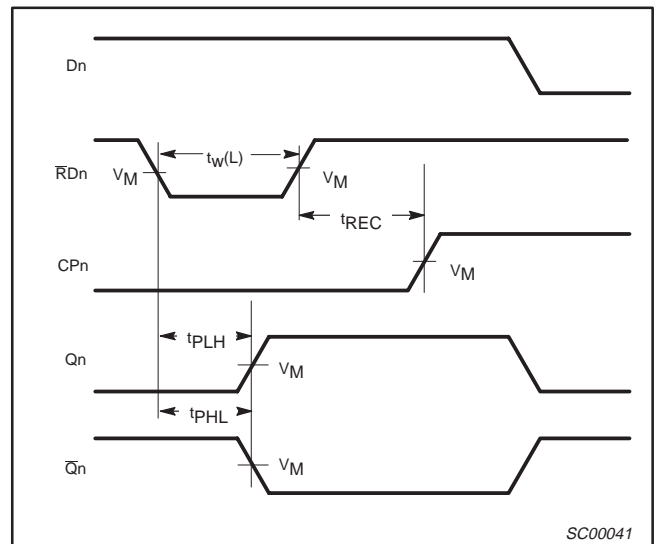 Dn
R̅Dn
VM
tw(L)
VM
tREC
CPn
VM
tPLH
Qn
VM
tPHL
Q̅n
VM
SC00041